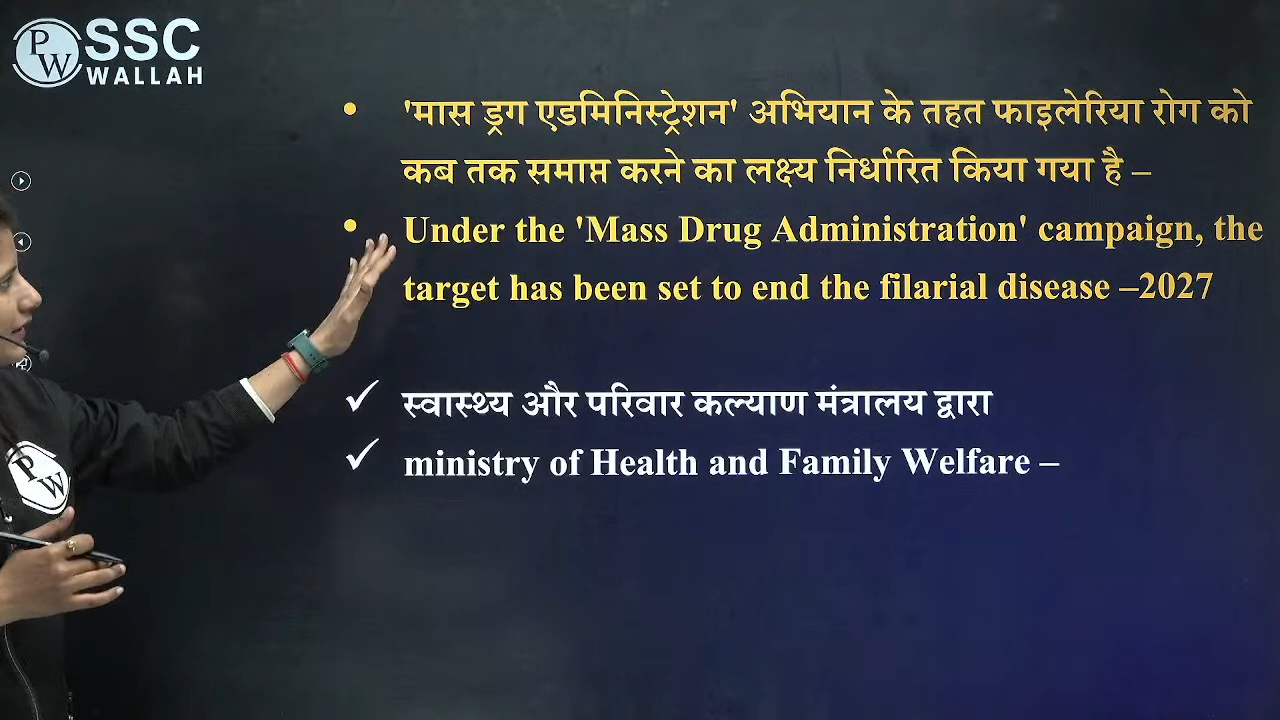 PW SSC
WALLAH
'मास ड्रग एडमिनिस्ट्रेशन' अभियान के तहत फाइलेरिया रोग को
कब तक समाप्त करने का लक्ष्य निर्धारित किया गया है –
Under the 'Mass Drug Administration' campaign, the
target has been set to end the filarial disease –2027
स्वास्थ्य और परिवार कल्याण मंत्रालय द्वारा
ministry of Health and Family Welfare –
PW